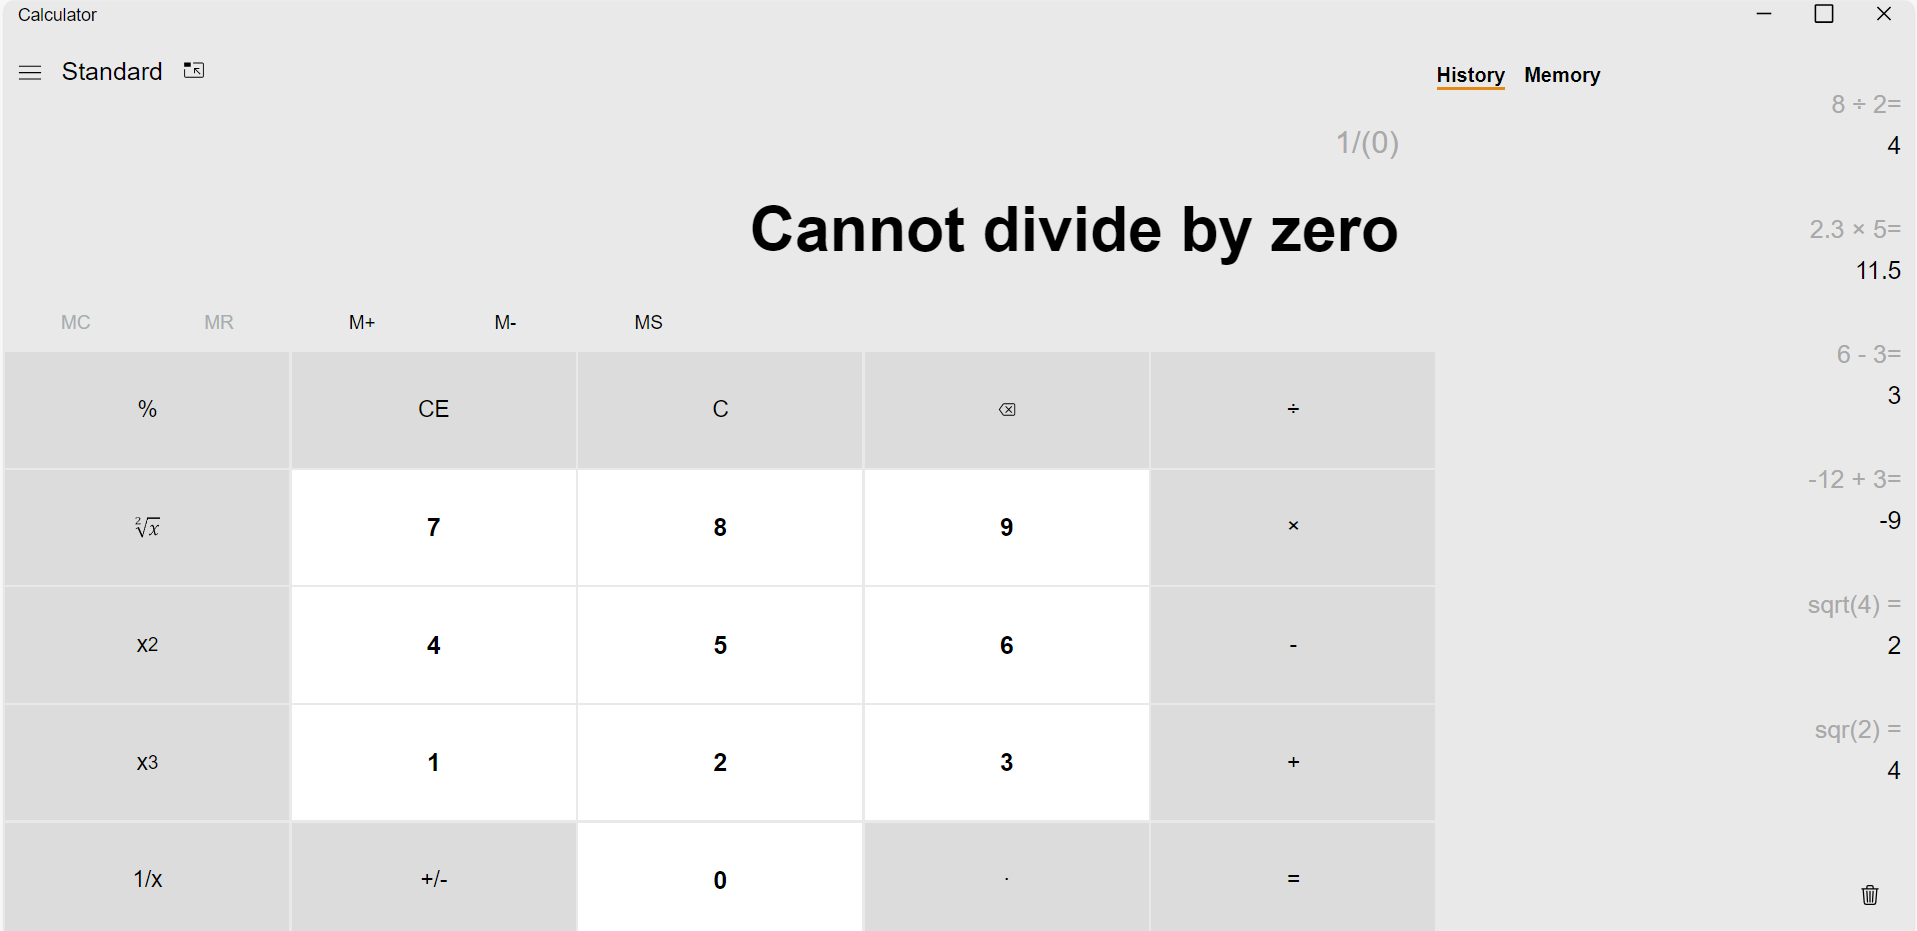 Calculator
Standard
History Memory
1/(0)
Cannot divide by zero
MC MR M+ M- MS
% CE C ÷
2√x 7 8 9 ×
x2 4 5 6 -
x3 1 2 3 +
1/x +/- 0 . =
8 ÷ 2=
4
2.3 × 5=
11.5
6 - 3=
3
-12 + 3=
-9
sqrt(4) =
2
sqr(2) =
4